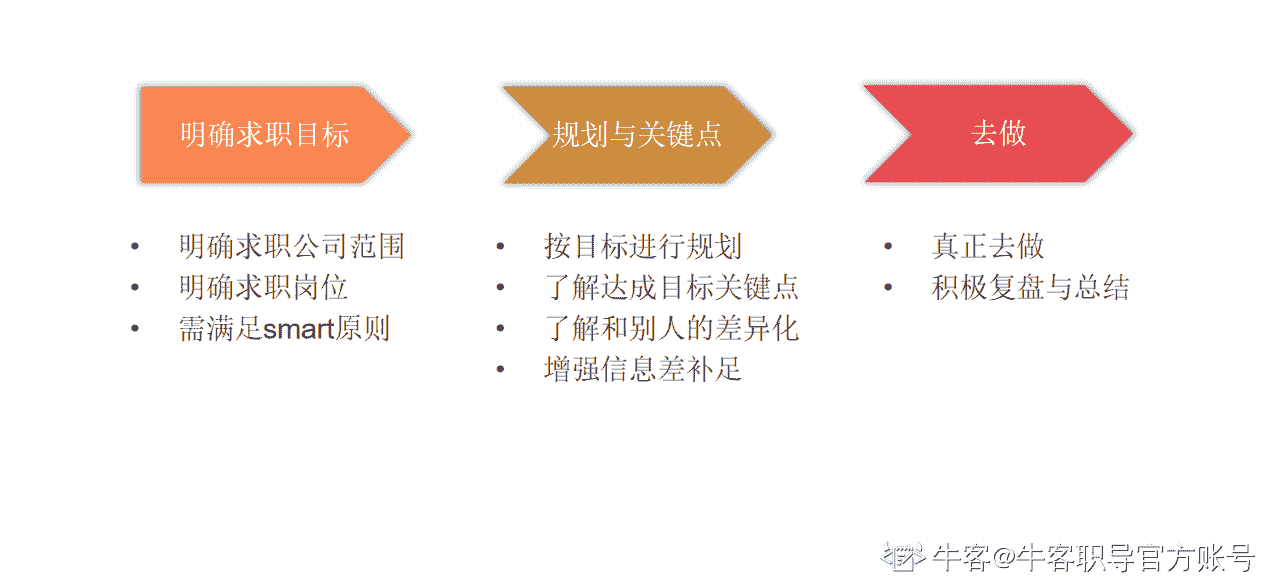 明确求职目标
规划与关键点
去做
• 明确求职公司范围
• 明确求职岗位
• 需满足smart原则
• 按目标进行规划
• 了解达成目标关键点
• 了解和别人的差异化
• 增强信息差补足
• 真正去做
• 积极复盘与总结
牛客@牛客职导官方账号